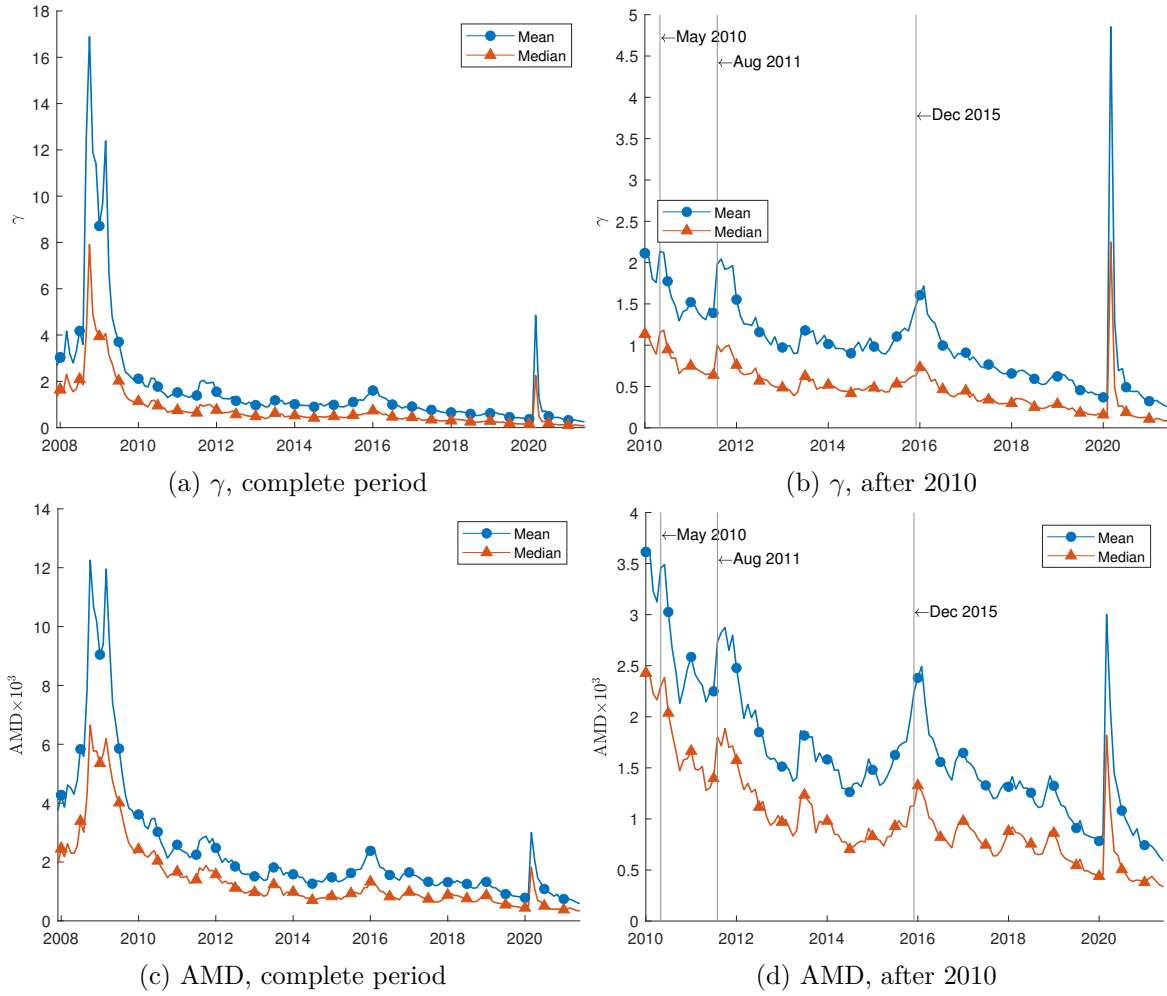 18
16
14
12
10
8
6
4
2
0
γ
2008 2010 2012 2014 2016 2018 2020
Mean
Median
(a) γ, complete period
5
4.5
4
3.5
3
2.5
2
1.5
1
0.5
0
γ
2010 2012 2014 2016 2018 2020
←May 2010
←Aug 2011
←Dec 2015
Mean
Median
(b) γ, after 2010
14
12
10
8
6
4
2
0
AMD×10³
2008 2010 2012 2014 2016 2018 2020
Mean
Median
(c) AMD, complete period
4
3.5
3
2.5
2
1.5
1
0.5
0
AMD×10³
2010 2012 2014 2016 2018 2020
←May 2010
←Aug 2011
←Dec 2015
Mean
Median
(d) AMD, after 2010